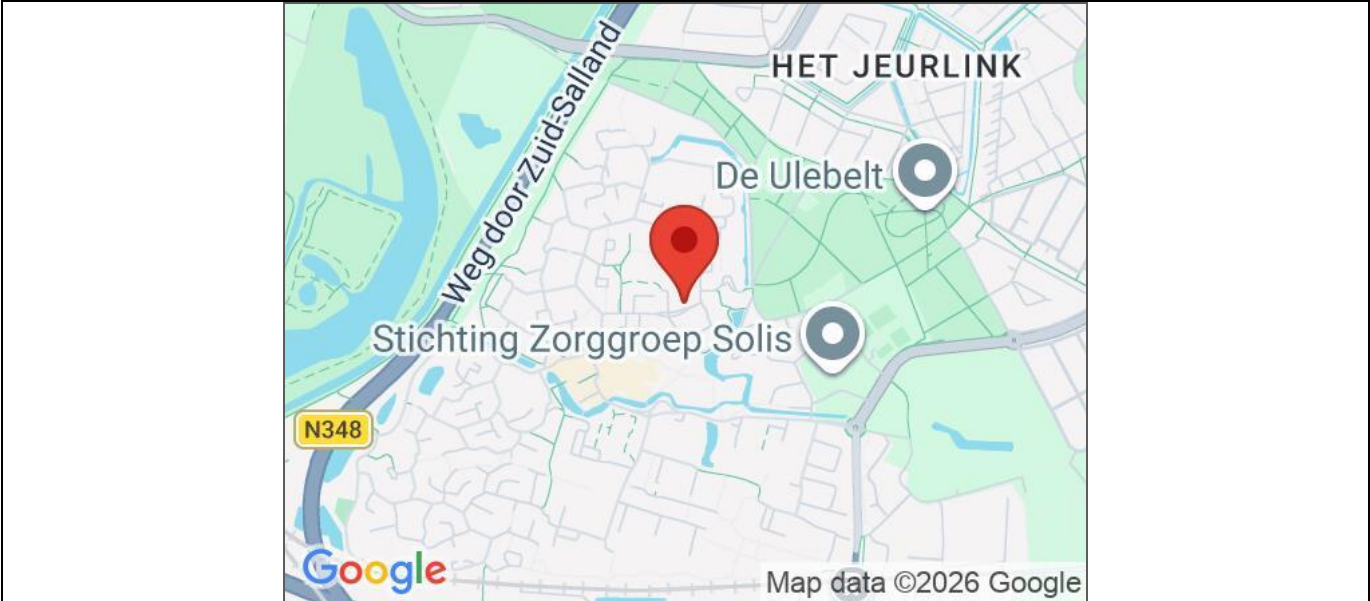 HET JEURLINK
Weg door Zuid-Salland
De Ulebelt
Stichting Zorggroep Solis
N348
Google
Map data ©2026 Google